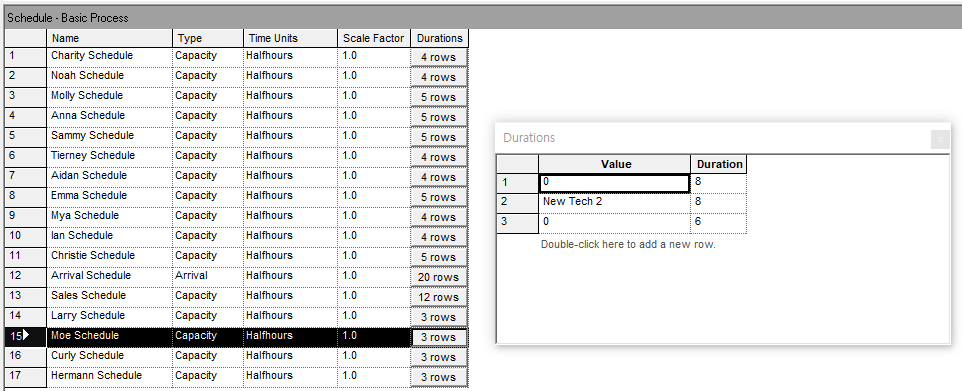 Schedule - Basic Process
Name Type Time Units Scale Factor Durations
1 Charity Schedule Capacity Halfhours 1.0 4 rows
2 Noah Schedule Capacity Halfhours 1.0 4 rows
3 Molly Schedule Capacity Halfhours 1.0 5 rows
4 Anna Schedule Capacity Halfhours 1.0 5 rows
5 Sammy Schedule Capacity Halfhours 1.0 5 rows
6 Tierney Schedule Capacity Halfhours 1.0 4 rows
7 Aidan Schedule Capacity Halfhours 1.0 4 rows
8 Emma Schedule Capacity Halfhours 1.0 5 rows
9 Mya Schedule Capacity Halfhours 1.0 4 rows
10 Ian Schedule Capacity Halfhours 1.0 4 rows
11 Christie Schedule Capacity Halfhours 1.0 5 rows
12 Arrival Schedule Arrival Halfhours 1.0 20 rows
13 Sales Schedule Capacity Halfhours 1.0 12 rows
14 Larry Schedule Capacity Halfhours 1.0 3 rows
15 Moe Schedule Capacity Halfhours 1.0 3 rows
16 Curly Schedule Capacity Halfhours 1.0 3 rows
17 Hermann Schedule Capacity Halfhours 1.0 3 rows
Durations
Value Duration
1 0 8
2 New Tech 2 8
3 0 6
Double-click here to add a new row.